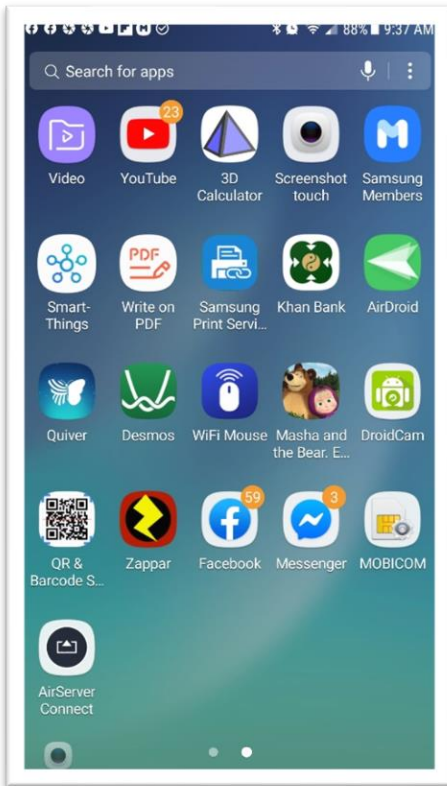 88% 9:37 AM
Search for apps
23
Video
YouTube
3D
Calculator
Screenshot
touch
M
Samsung
Members
PDF
Smart-
Things
Write on
PDF
Samsung
Print Servi...
Khan Bank
AirDroid
Quiver
Desmos
WiFi Mouse
Masha and
the Bear. E...
DroidCam
59
3
QR &
Barcode S...
Zappar
Facebook
Messenger
MOBICOM
AirServer
Connect